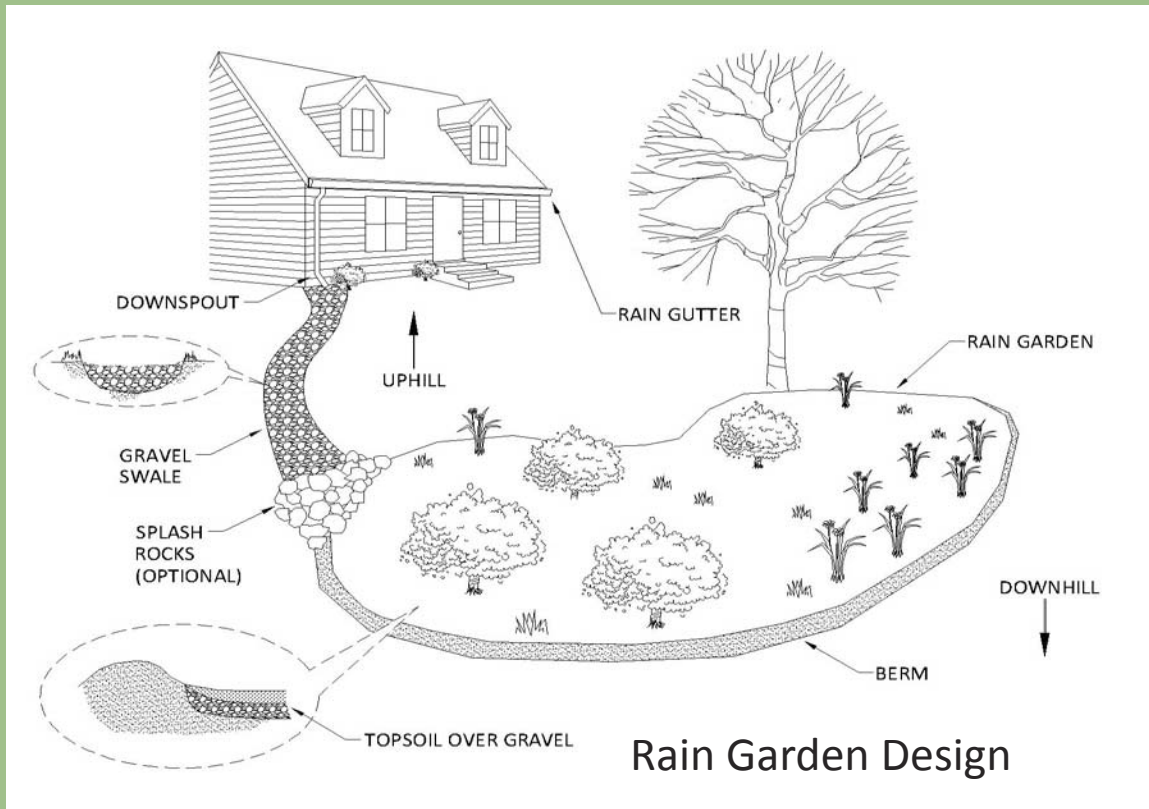 DOWNSPOUT
RAIN GUTTER
RAIN GARDEN
UPHILL
GRAVEL
SWALE
SPLASH
ROCKS
(OPTIONAL)
DOWNHILL
BERM
TOPSOIL OVER GRAVEL
Rain Garden Design